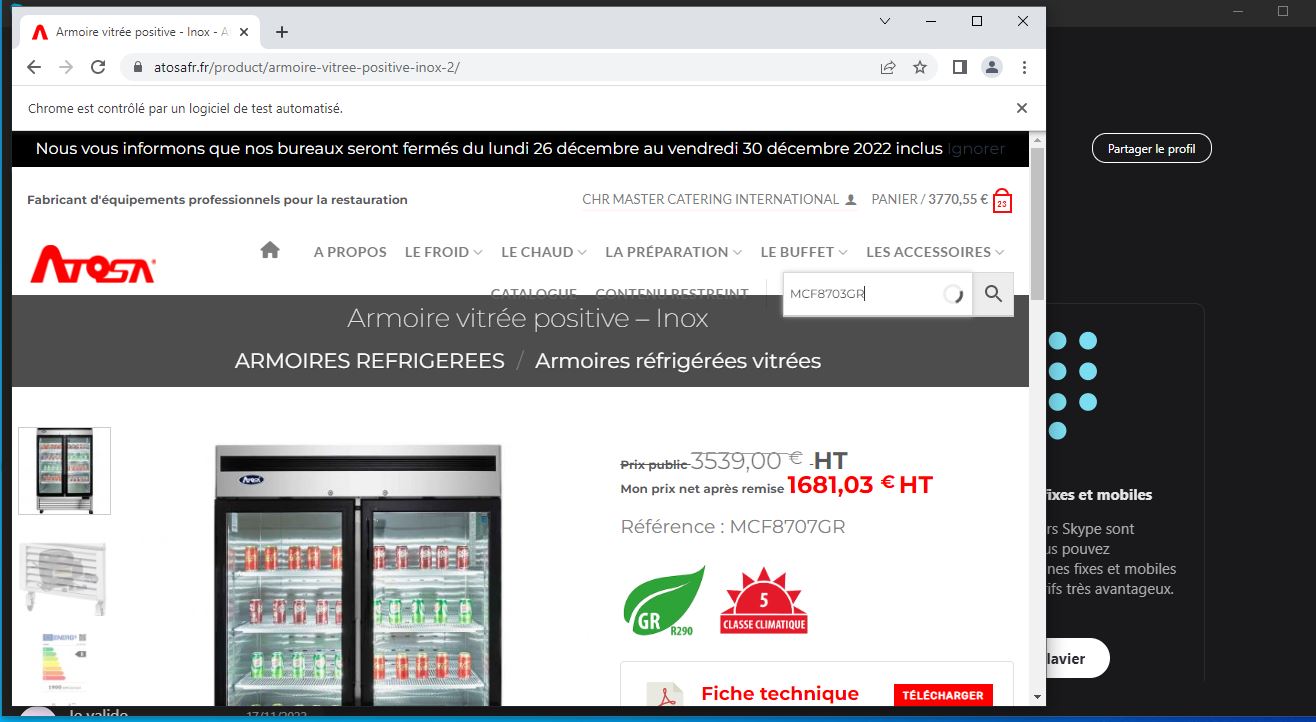 Armoire vitrée positive - Inox - A
atosafr.fr/product/armoire-vitree-positive-inox-2/
Chrome est contrôlé par un logiciel de test automatisé.
Nous vous informons que nos bureaux seront fermés du lundi 26 décembre au vendredi 30 décembre 2022 inclus Ignorer
Partager le profil
Fabricant d'équipements professionnels pour la restauration
CHR MASTER CATERING INTERNATIONAL
PANIER / 3770,55 € 23
ATOSA
A PROPOS LE FROID LE CHAUD LA PRÉPARATION LE BUFFET LES ACCESSOIRES
CATALOGUE CONTENU RESTREINT
MCF8703GR
Armoire vitrée positive – Inox
ARMOIRES REFRIGEREES / Armoires réfrigérées vitrées
Prix public 3539,00 € HT
Mon prix net après remise 1681,03 € HT
Référence : MCF8707GR
ATOSA
GR R290
5
CLASSE CLIMATIQUE
Fiche technique
TÉLÉCHARGER
ENERG
fixes et mobiles
rs Skype sont
us pouvez
nes fixes et mobiles
rifs très avantageux.
lavier
Je valide
17/11/2022